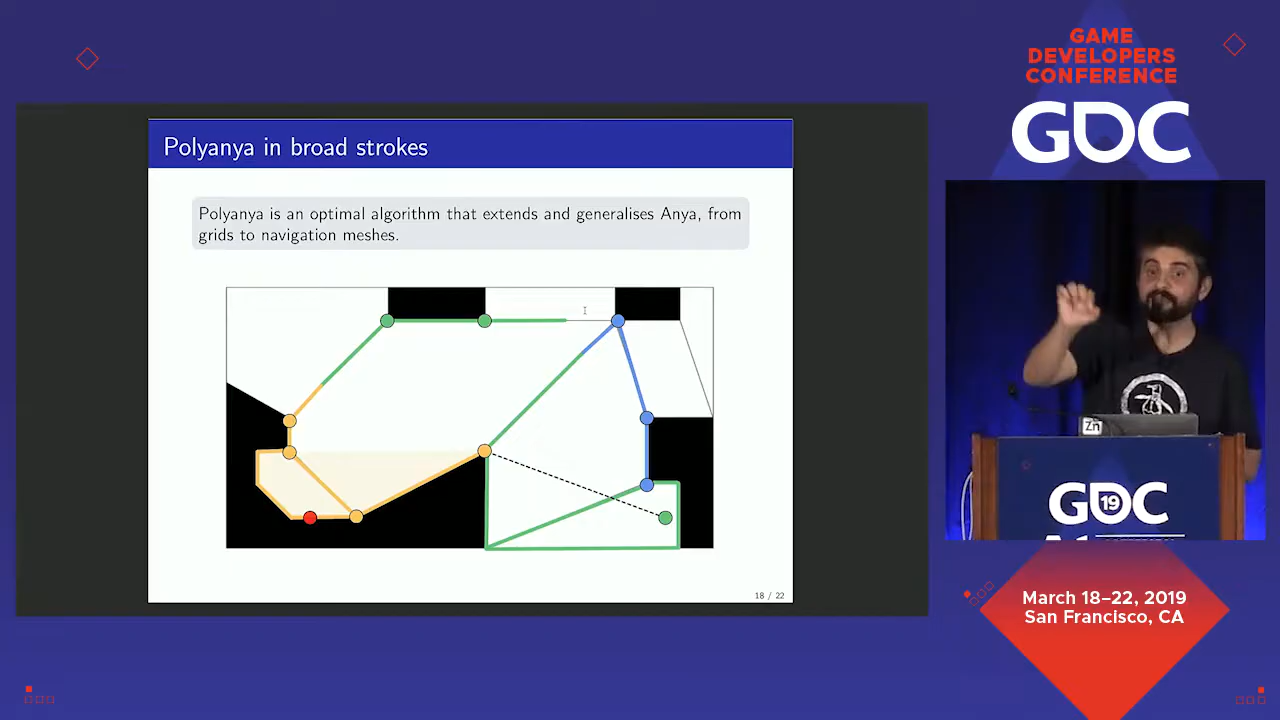 GAME
DEVELOPERS
CONFERENCE
GDC
Polyanya in broad strokes
Polyanya is an optimal algorithm that extends and generalises Anya, from
grids to navigation meshes.
18 / 22
Zn
GDC
19
March 18–22, 2019
San Francisco, CA